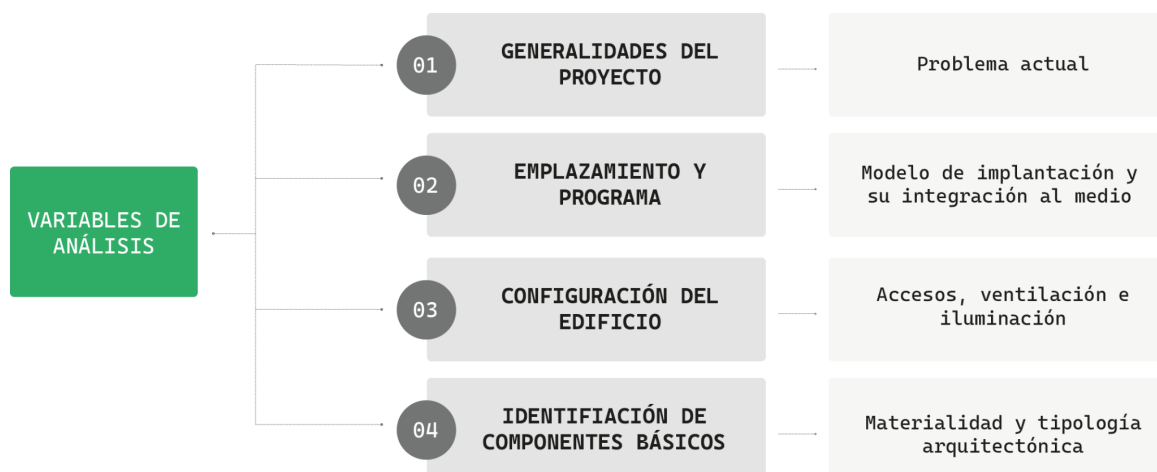 VARIABLES DE
ANÁLISIS
01
GENERALIDADES DEL
PROYECTO
Problema actual
02
EMPLAZAMIENTO Y
PROGRAMA
Modelo de implantación y
su integración al medio
03
CONFIGURACIÓN DEL
EDIFICIO
Accesos, ventilación e
iluminación
04
IDENTIFIACIÓN DE
COMPONENTES BÁSICOS
Materialidad y tipología
arquitectónica